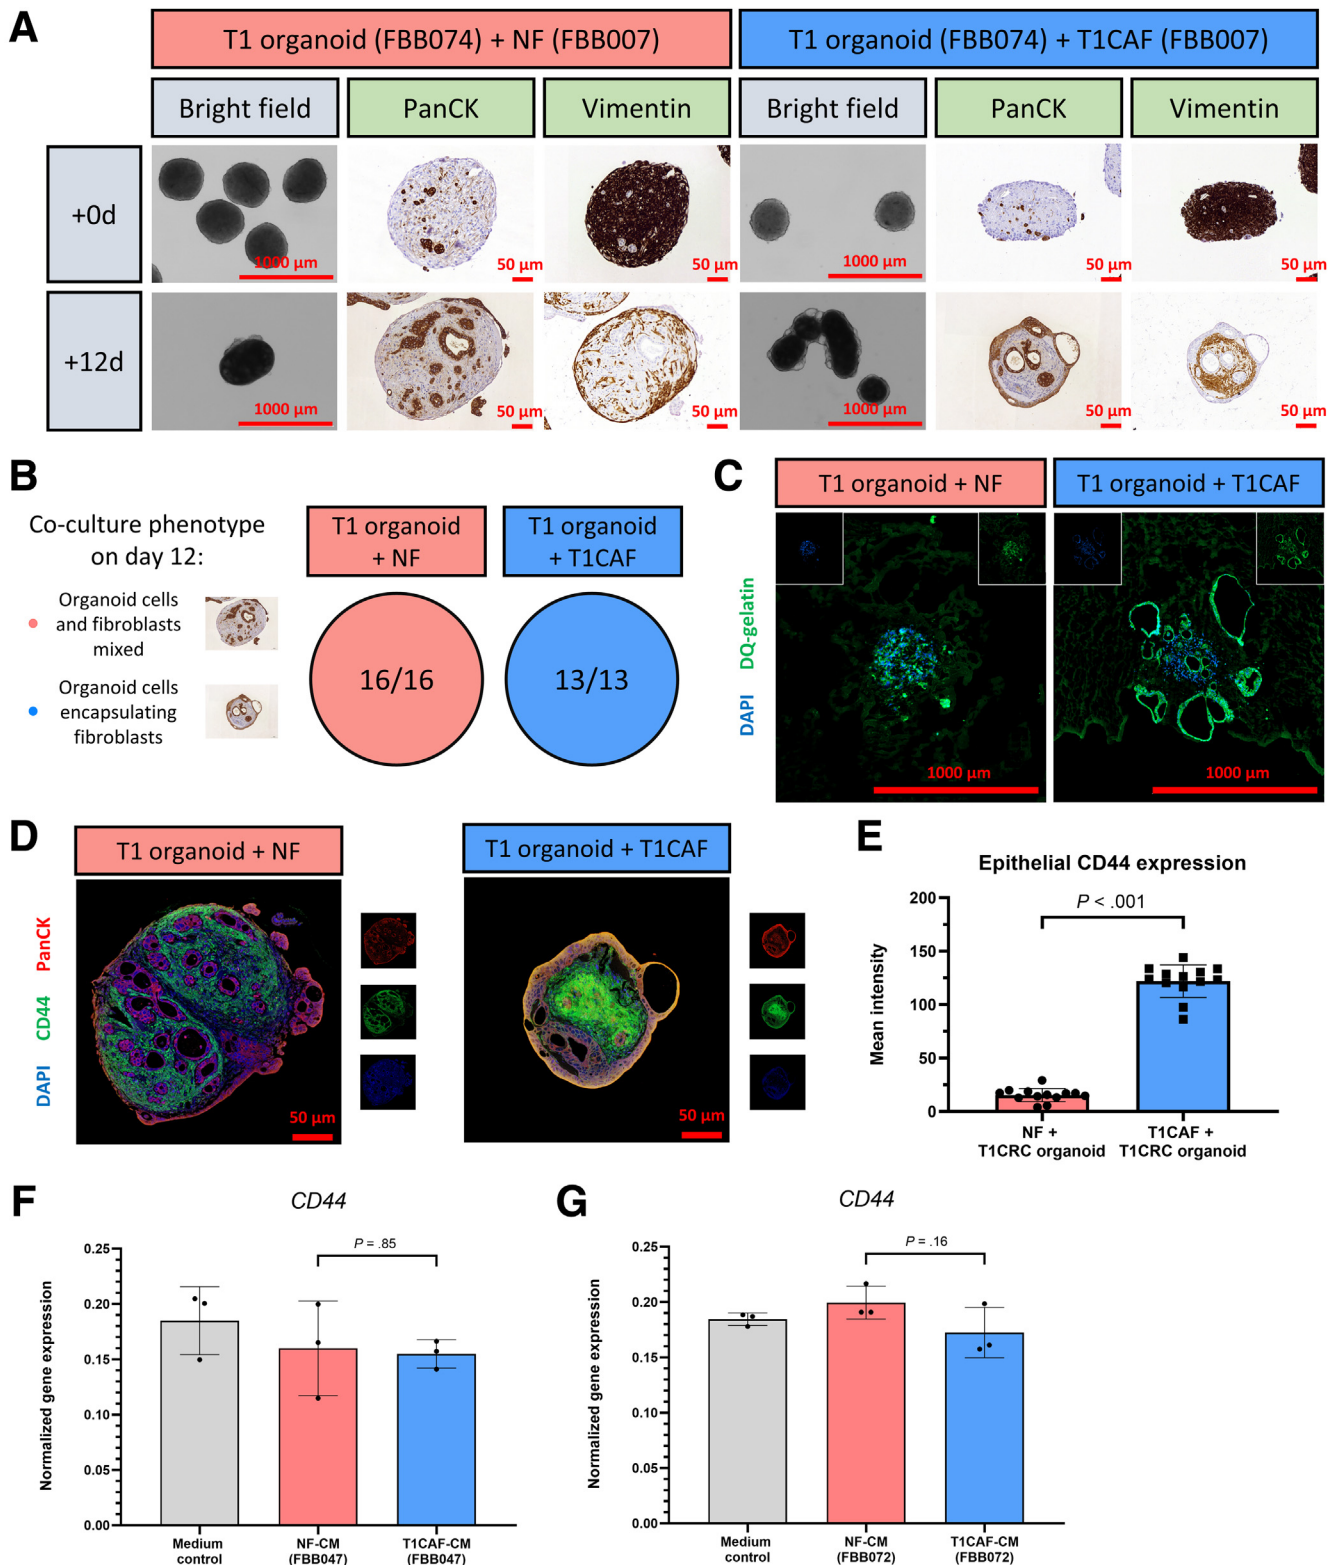 A
T1 organoid (FBB074) + NF (FBB007)
T1 organoid (FBB074) + T1CAF (FBB007)
Bright field
PanCK
Vimentin
Bright field
PanCK
Vimentin
+0d
1000 µm
50 µm
50 µm
1000 µm
50 µm
50 µm
+12d
1000 µm
50 µm
50 µm
1000 µm
50 µm
50 µm
B
Co-culture phenotype
on day 12:
Organoid cells
and fibroblasts
mixed
Organoid cells
encapsulating
fibroblasts
T1 organoid
+ NF
T1 organoid
+ T1CAF
16/16
13/13
C
T1 organoid + NF
T1 organoid + T1CAF
DAPI DQ-gelatin
1000 µm
1000 µm
D
T1 organoid + NF
T1 organoid + T1CAF
DAPI CD44 PanCK
50 µm
50 µm
E
Epithelial CD44 expression
P < .001
Mean intensity
200
150
100
50
0
NF +
T1CRC organoid
T1CAF +
T1CRC organoid
F
CD44
P = .85
Normalized gene expression
0.25
0.20
0.15
0.10
0.05
0.00
Medium
control
NF-CM
(FBB047)
T1CAF-CM
(FBB047)
G
CD44
P = .16
Normalized gene expression
0.25
0.20
0.15
0.10
0.05
0.00
Medium
control
NF-CM
(FBB072)
T1CAF-CM
(FBB072)